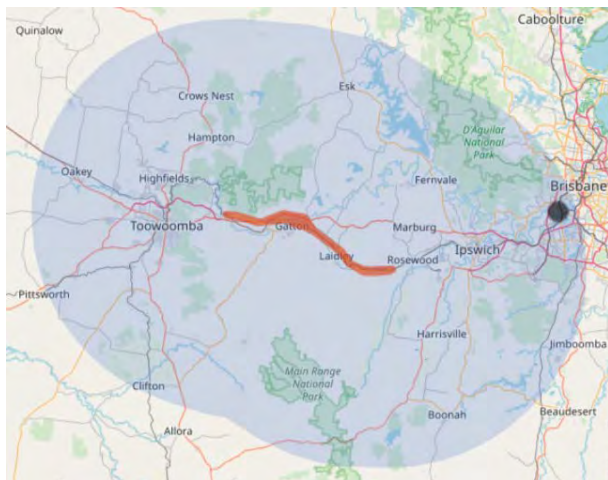 Caboolture
Quinalow
Esk
Crows Nest
D'Aguilar
National
Park
Hampton
Oakey
Highfields
Fernvale
Brisbane
Toowoomba
Gatton
Marburg
Laidley
Rosewood
Ipswich
Pittsworth
Harrisville
Jimboomba
Main Range
National
Park
Clifton
Boonah
Beaudesert
Allora